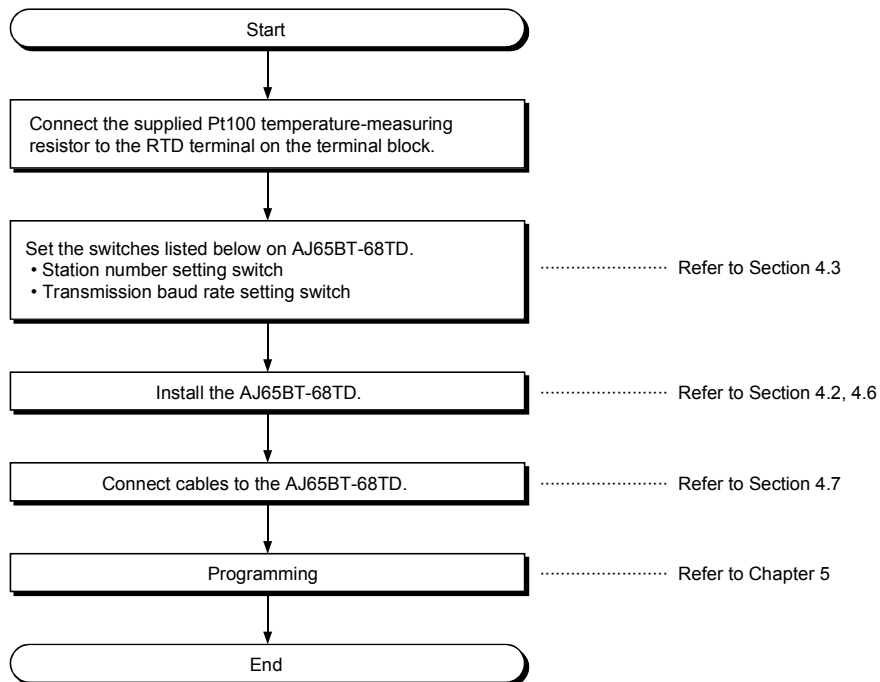 Start
Connect the supplied Pt100 temperature-measuring
resistor to the RTD terminal on the terminal block.
Set the switches listed below on AJ65BT-68TD.
• Station number setting switch
• Transmission baud rate setting switch
Refer to Section 4.3
Install the AJ65BT-68TD.
Refer to Section 4.2, 4.6
Connect cables to the AJ65BT-68TD.
Refer to Section 4.7
Programming
Refer to Chapter 5
End